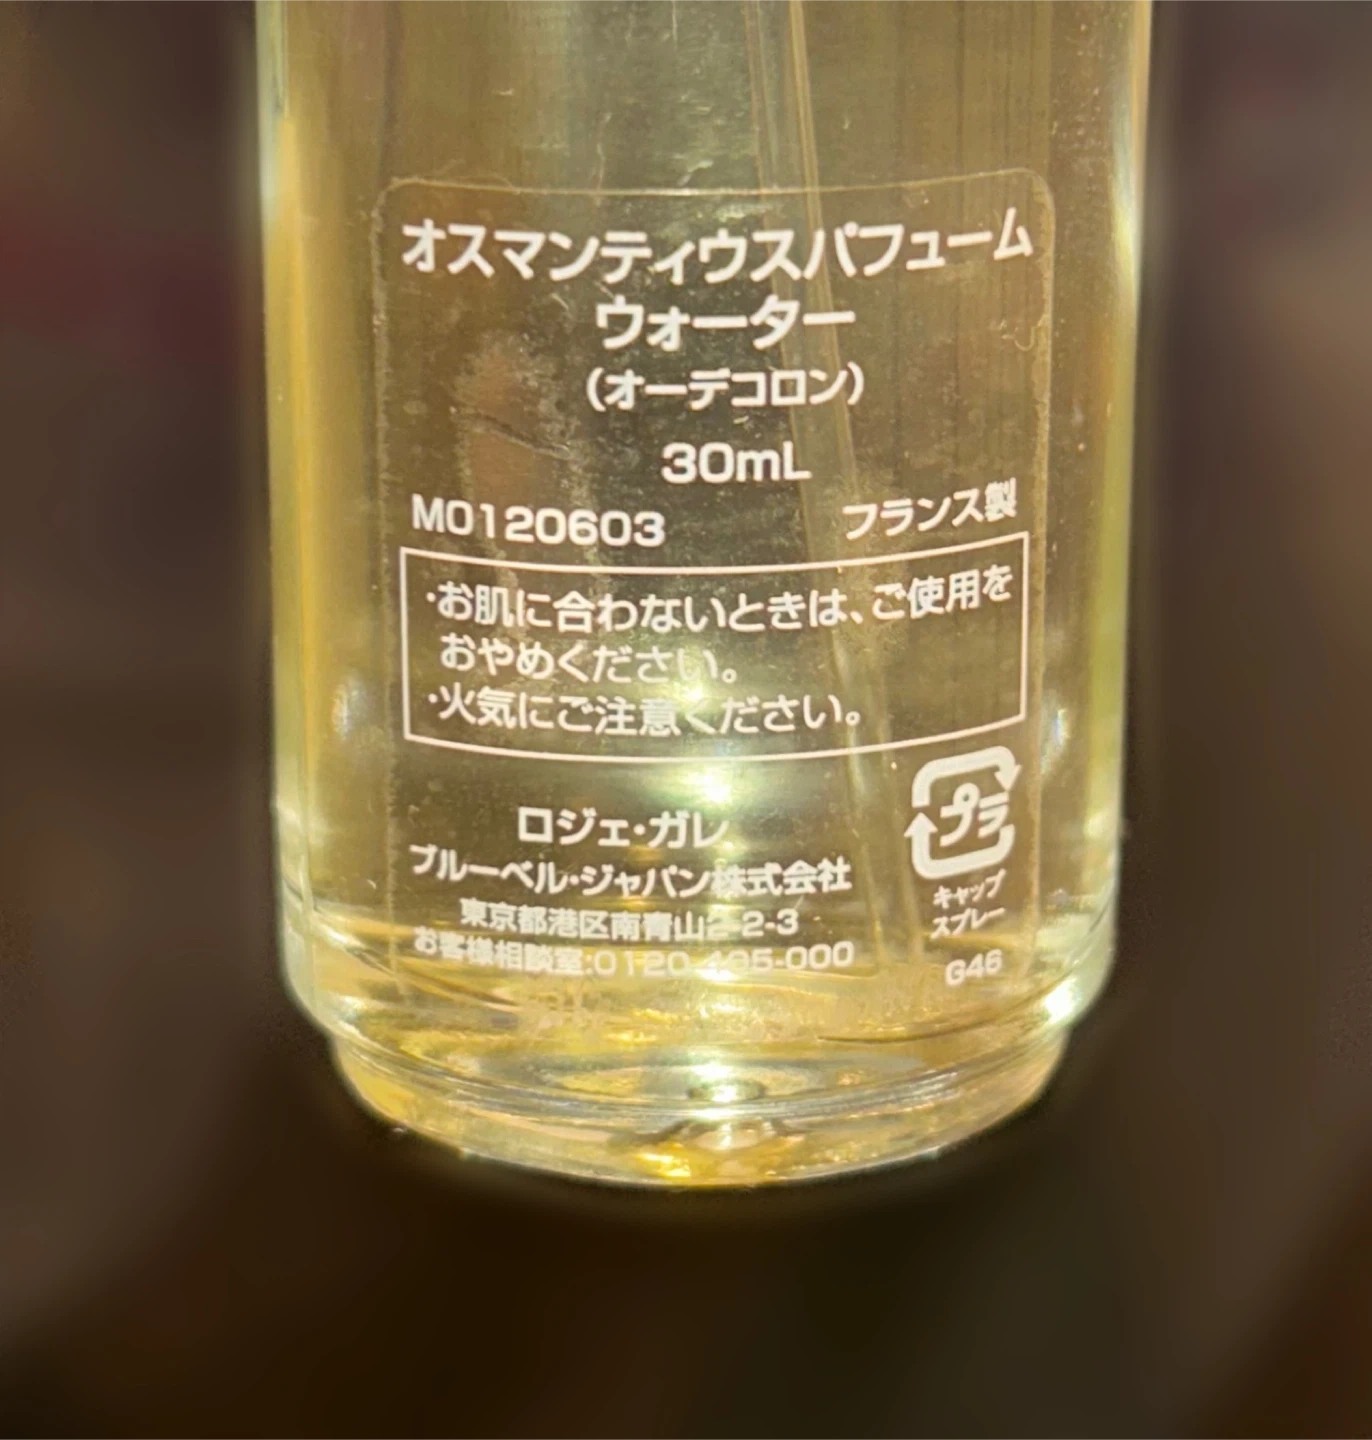 オスマンティウスパフューム
ウォーター
（オーデコロン）
30mL
M0120603 フランス製
・お肌に合わないときは、ご使用を
おやめください。
・火気にご注意ください。
プラ
キャップ
スプレー
ロジェ・ガレ
ブルーベル・ジャパン株式会社
東京都港区南青山2-2-3
お客様相談室:0120-405-000
G46